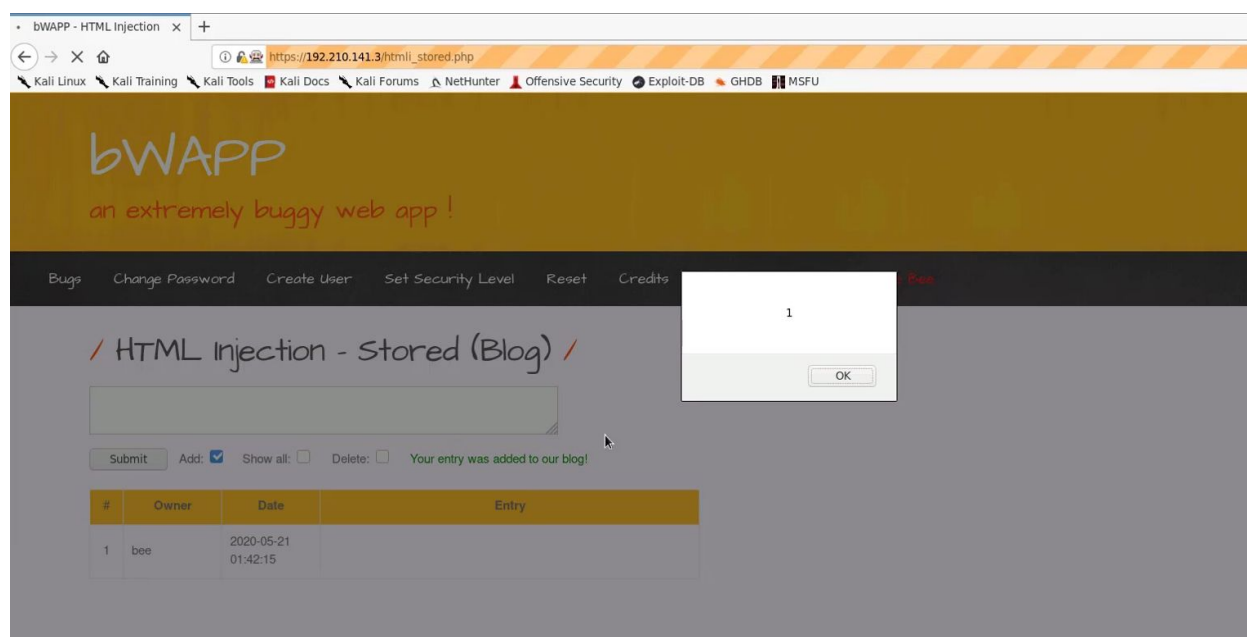 bWAPP - HTML Injection
https://192.210.141.3/htmli_stored.php
Kali Linux Kali Training Kali Tools Kali Docs Kali Forums NetHunter Offensive Security Exploit-DB GHDB MSFU
bWAPP
an extremely buggy web app !
Bugs Change Password Create User Set Security Level Reset Credits Bee
1
OK
/ HTML Injection - Stored (Blog) /
Submit Add: Show all: Delete: Your entry was added to our blog!
# Owner Date Entry
1 bee 2020-05-21
01:42:15